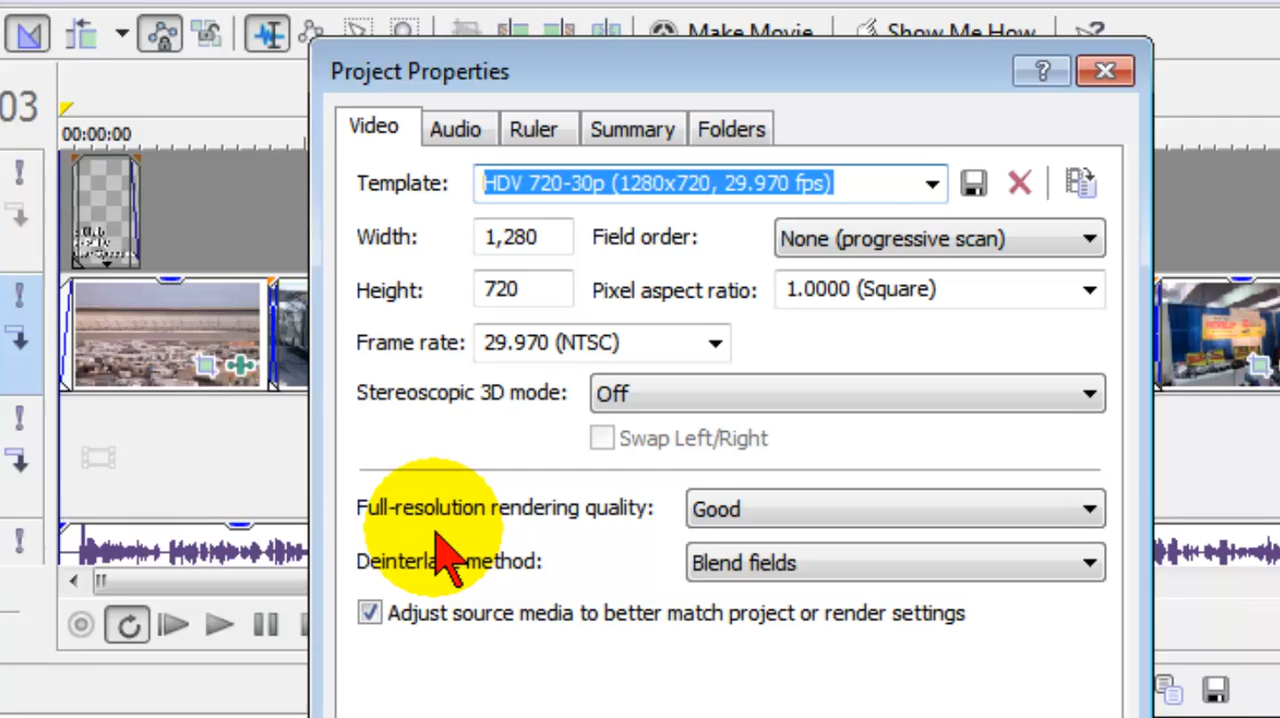 Make Movie
Show Me How
Project Properties
03
00:00:00
Video
Audio
Ruler
Summary
Folders
Template:
HDV 720-30p (1280x720, 29.970 fps)
Width:
1,280
Field order:
None (progressive scan)
Height:
720
Pixel aspect ratio:
1.0000 (Square)
Frame rate:
29.970 (NTSC)
Stereoscopic 3D mode:
Off
Swap Left/Right
Full-resolution rendering quality:
Good
Deinterlace method:
Blend fields
Adjust source media to better match project or render settings